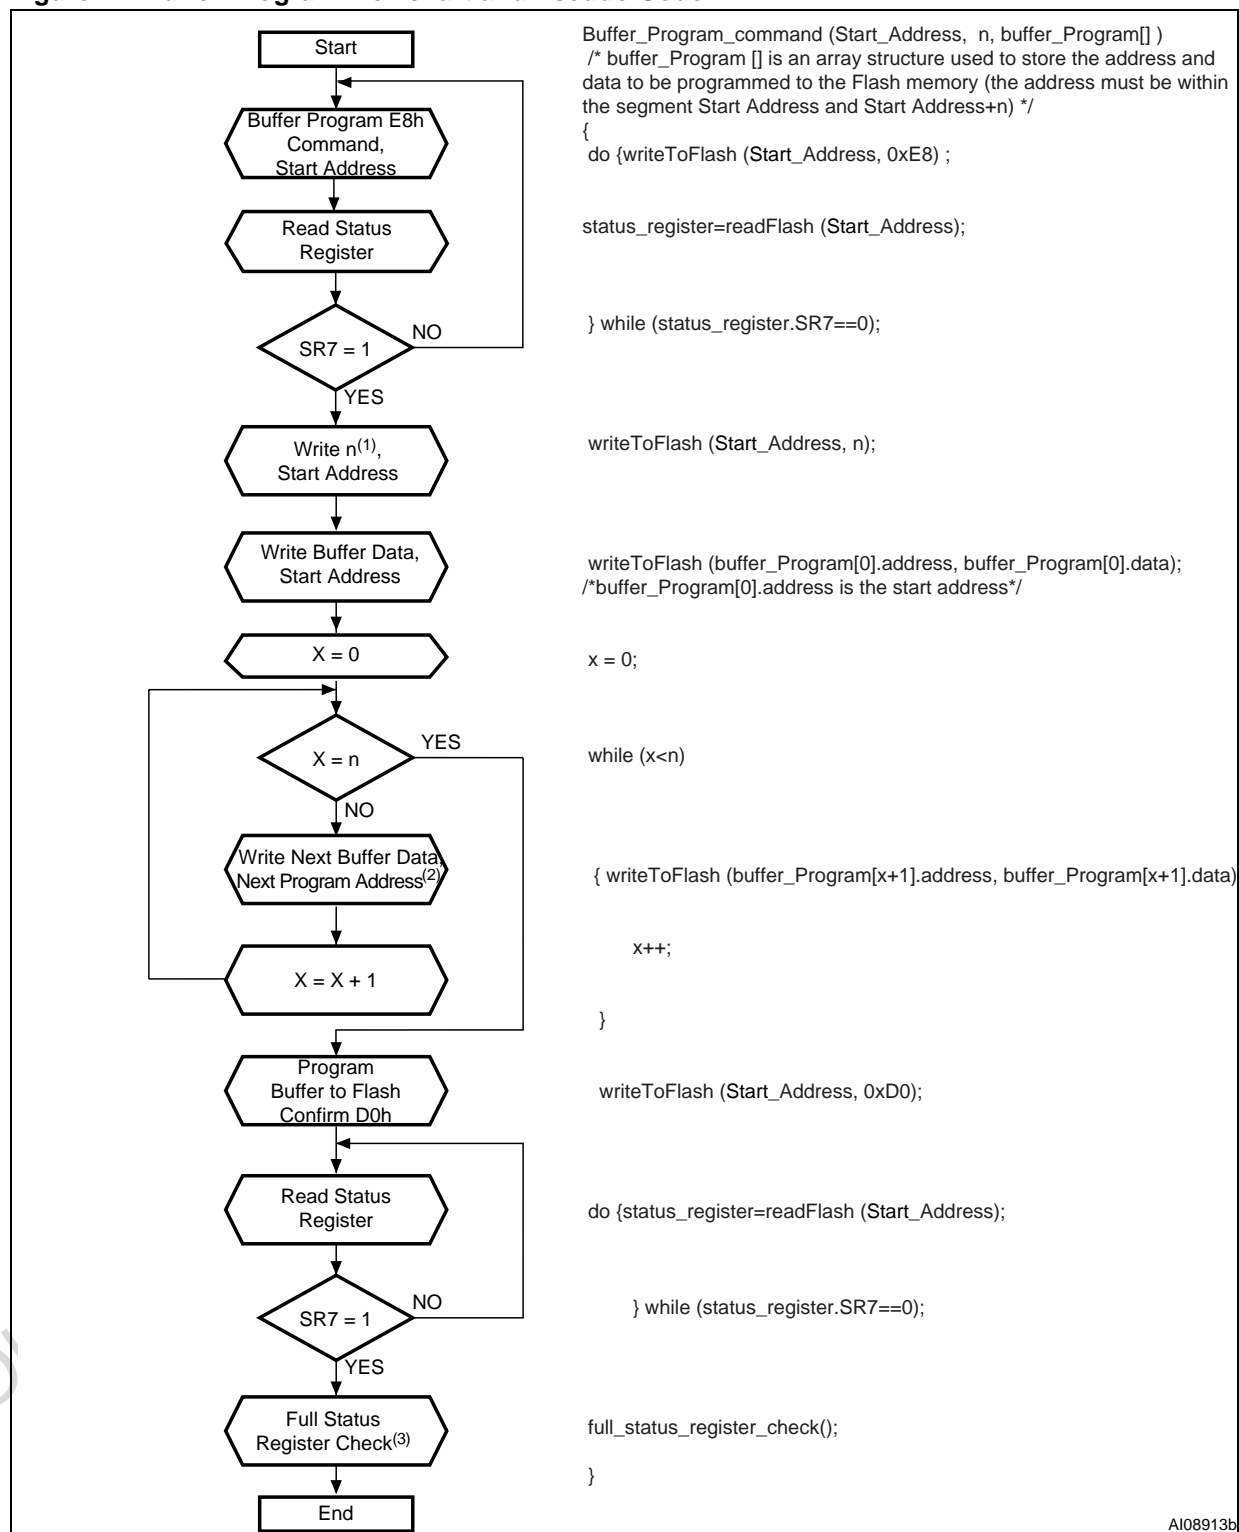 Start
Buffer Program E8h
Command,
Start Address
Read Status
Register
SR7 = 1
NO
YES
Write n(1),
Start Address
Write Buffer Data,
Start Address
X = 0
X = n
YES
NO
Write Next Buffer Data,
Next Program Address(2)
X = X + 1
Program
Buffer to Flash
Confirm D0h
Read Status
Register
SR7 = 1
NO
YES
Full Status
Register Check(3)
End
Buffer_Program_command (Start_Address, n, buffer_Program[] )
/* buffer_Program [] is an array structure used to store the address and
data to be programmed to the Flash memory (the address must be within
the segment Start Address and Start Address+n) */
{
do {writeToFlash (Start_Address, 0xE8) ;
status_register=readFlash (Start_Address);
} while (status_register.SR7==0);
writeToFlash (Start_Address, n);
writeToFlash (buffer_Program[0].address, buffer_Program[0].data);
/*buffer_Program[0].address is the start address*/
x = 0;
while (x<n)
{ writeToFlash (buffer_Program[x+1].address, buffer_Program[x+1].data)
x++;
}
writeToFlash (Start_Address, 0xD0);
do {status_register=readFlash (Start_Address);
} while (status_register.SR7==0);
full_status_register_check();
}
AI08913b